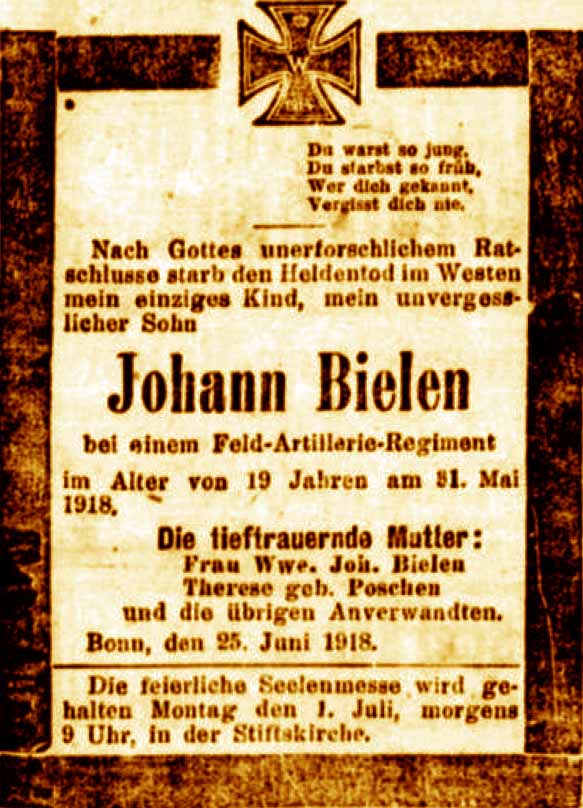 W
Du warst so jung,
Du starbst so früh,
Wer dich gekannt,
Vergisst dich nie.
Nach Gottes unerforschlichem Rat-
schlusse starb den Heldentod im Westen
mein einziges Kind, mein unvergess-
licher Sohn
Johann Bielen
bei einem Feld-Artillerie-Regiment
im Alter von 19 Jahren am 31. Mai
1918.
Die tieftrauernde Mutter:
Frau Wwe. Joh. Bielen
Therese geb. Poschen
und die übrigen Anverwandten.
Bonn, den 25. Juni 1918.
Die feierliche Seelenmesse wird ge-
halten Montag den 1. Juli, morgens
9 Uhr, in der Stiftskirche.